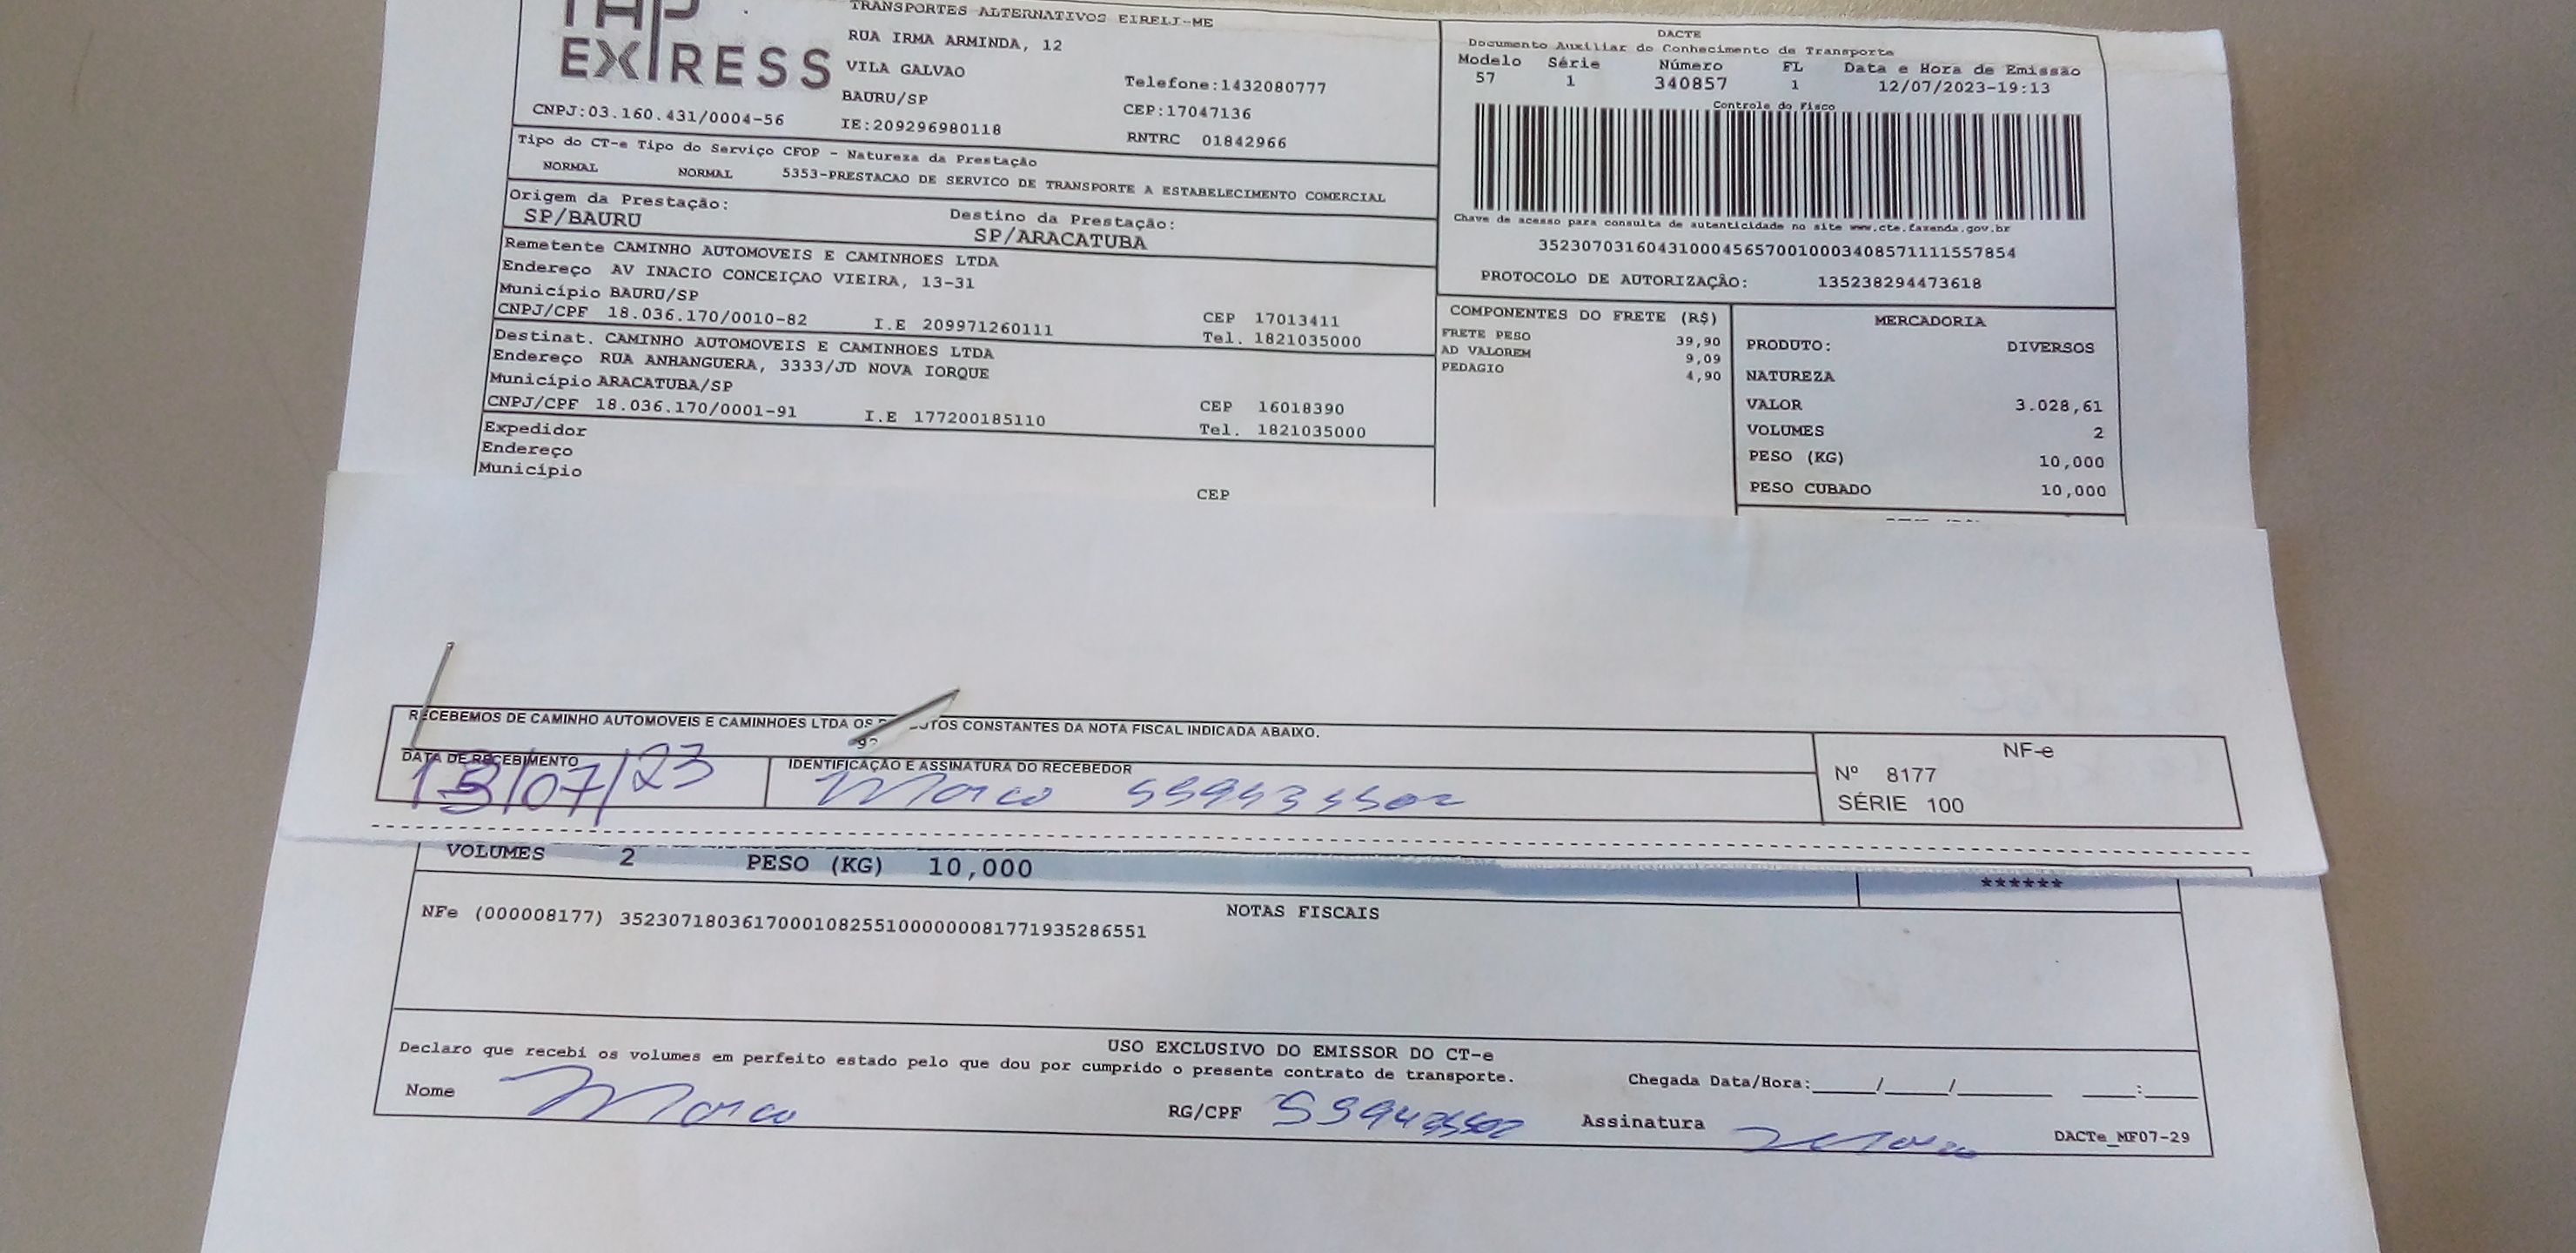 TAP
EXPRESS
TRANSPORTES ALTERNATIVOS EIRELI-ME
RUA IRMA ARMINDA, 12
VILA GALVAO
BAURU/SP
Telefone:1432080777
CEP:17047136
CNPJ:03.160.431/0004-56
IE:209296980118
RNTRC 01842966
DACTE
Documento Auxiliar do Conhecimento de Transporte
Modelo Série Número FL Data e Hora de Emissão
57 1 340857 1 12/07/2023-19:13
Controle do Fisco
Chave de acesso para consulta de autenticidade no site www.cte.fazenda.gov.br
35230703160431000456570010003408571111557854
PROTOCOLO DE AUTORIZAÇÃO: 135238294473618
Tipo do CT-e Tipo do Serviço CFOP - Natureza da Prestação
NORMAL NORMAL 5353-PRESTACAO DE SERVICO DE TRANSPORTE A ESTABELECIMENTO COMERCIAL
Origem da Prestação: Destino da Prestação:
SP/BAURU SP/ARACATUBA
Remetente CAMINHO AUTOMOVEIS E CAMINHOES LTDA
Endereço AV INACIO CONCEIÇAO VIEIRA, 13-31
Município BAURU/SP CEP 17013411
CNPJ/CPF 18.036.170/0010-82 I.E 209971260111 Tel. 1821035000
Destinat. CAMINHO AUTOMOVEIS E CAMINHOES LTDA
Endereço RUA ANHANGUERA, 3333/JD NOVA IORQUE
Município ARACATUBA/SP CEP 16018390
CNPJ/CPF 18.036.170/0001-91 I.E 177200185110 Tel. 1821035000
Expedidor
Endereço
Município CEP
COMPONENTES DO FRETE (R$)
FRETE PESO 39,90
AD VALOREM 9,09
PEDAGIO 4,90
MERCADORIA
PRODUTO: DIVERSOS
NATUREZA
VALOR 3.028,61
VOLUMES 2
PESO (KG) 10,000
PESO CUBADO 10,000
RECEBEMOS DE CAMINHO AUTOMOVEIS E CAMINHOES LTDA OS PRODUTOS CONSTANTES DA NOTA FISCAL INDICADA ABAIXO.
DATA DE RECEBIMENTO IDENTIFICAÇÃO E ASSINATURA DO RECEBEDOR
13/07/23 Marco
NF-e
Nº 8177
SÉRIE 100
VOLUMES 2 PESO (KG) 10,000 ******
NOTAS FISCAIS
NFe (000008177) 35230718036170001082551000000081771935286551
USO EXCLUSIVO DO EMISSOR DO CT-e
Declaro que recebi os volumes em perfeito estado pelo que dou por cumprido o presente contrato de transporte.
Chegada Data/Hora:_____/_____/_______ ____:____
Nome Marco RG/CPF Assinatura Marco
DACTe_MF07-29